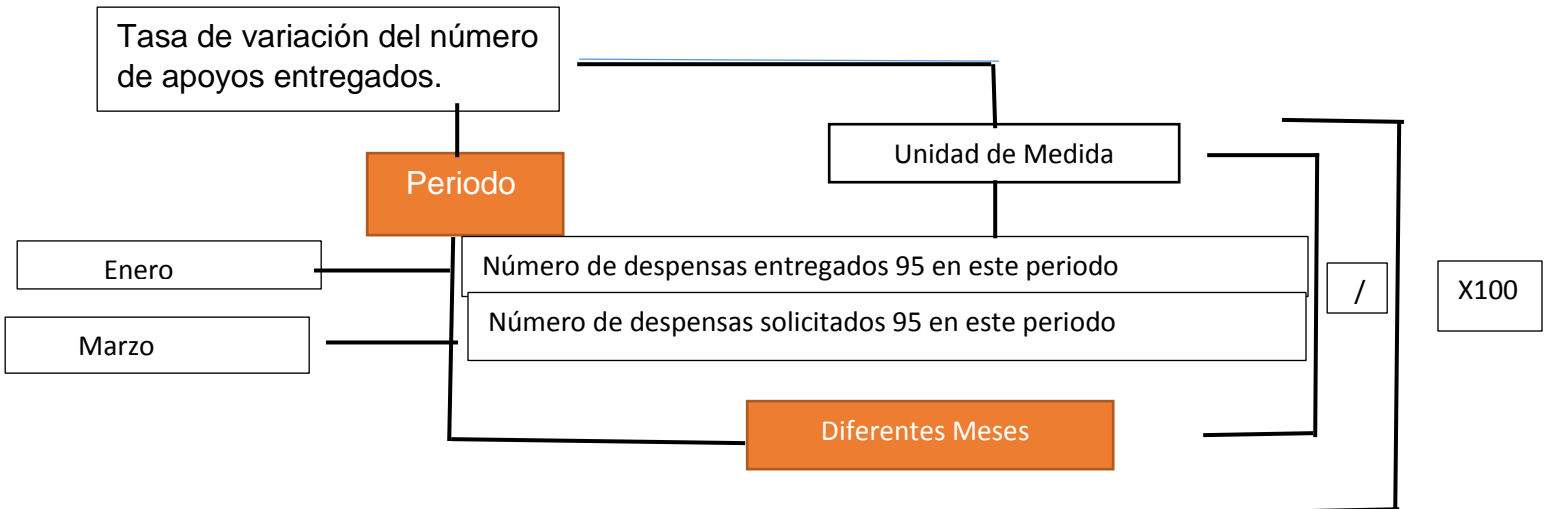 Tasa de variación del número
de apoyos entregados.
Unidad de Medida
Periodo
Enero
Número de despensas entregados 95 en este periodo
/
X100
Número de despensas solicitados 95 en este periodo
Marzo
Diferentes Meses